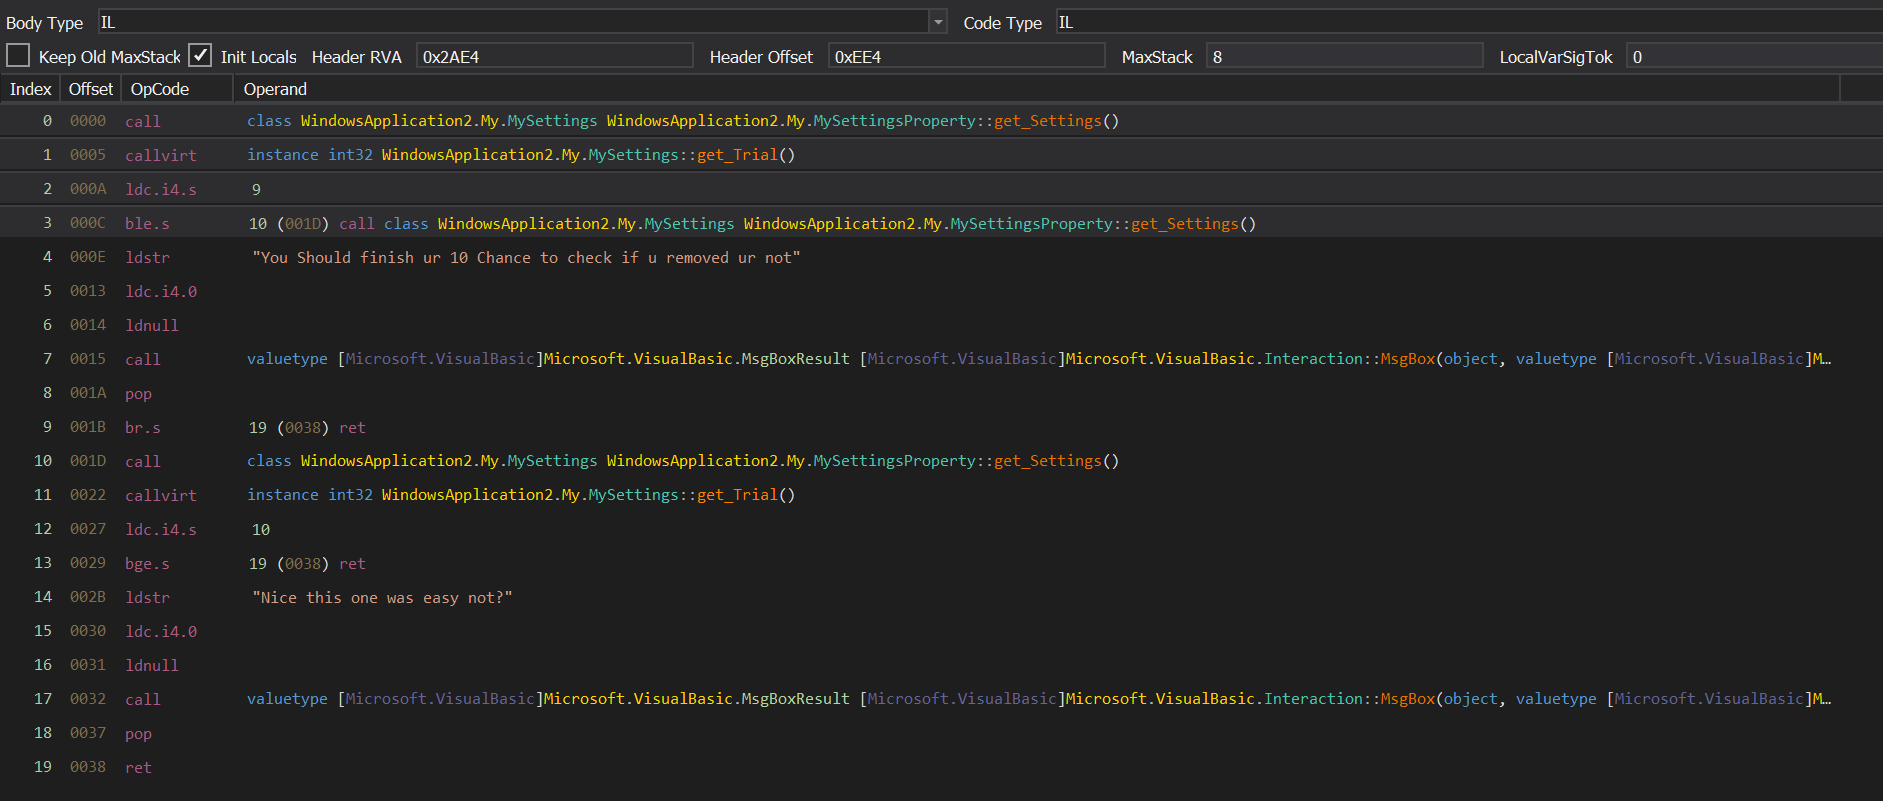 Body Type IL Code Type IL
Keep Old MaxStack Init Locals Header RVA 0x2AE4 Header Offset 0xEE4 MaxStack 8 LocalVarSigTok 0
Index Offset OpCode Operand
0 0000 call class WindowsApplication2.My.MySettings WindowsApplication2.My.MySettingsProperty::get_Settings()
1 0005 callvirt instance int32 WindowsApplication2.My.MySettings::get_Trial()
2 000A ldc.i4.s 9
3 000C ble.s 10 (001D) call class WindowsApplication2.My.MySettings WindowsApplication2.My.MySettingsProperty::get_Settings()
4 000E ldstr "You Should finish ur 10 Chance to check if u removed ur not"
5 0013 ldc.i4.0
6 0014 ldnull
7 0015 call valuetype [Microsoft.VisualBasic]Microsoft.VisualBasic.MsgBoxResult [Microsoft.VisualBasic]Microsoft.VisualBasic.Interaction::MsgBox(object, valuetype [Microsoft.VisualBasic]M…
8 001A pop
9 001B br.s 19 (0038) ret
10 001D call class WindowsApplication2.My.MySettings WindowsApplication2.My.MySettingsProperty::get_Settings()
11 0022 callvirt instance int32 WindowsApplication2.My.MySettings::get_Trial()
12 0027 ldc.i4.s 10
13 0029 bge.s 19 (0038) ret
14 002B ldstr "Nice this one was easy not?"
15 0030 ldc.i4.0
16 0031 ldnull
17 0032 call valuetype [Microsoft.VisualBasic]Microsoft.VisualBasic.MsgBoxResult [Microsoft.VisualBasic]Microsoft.VisualBasic.Interaction::MsgBox(object, valuetype [Microsoft.VisualBasic]M…
18 0037 pop
19 0038 ret